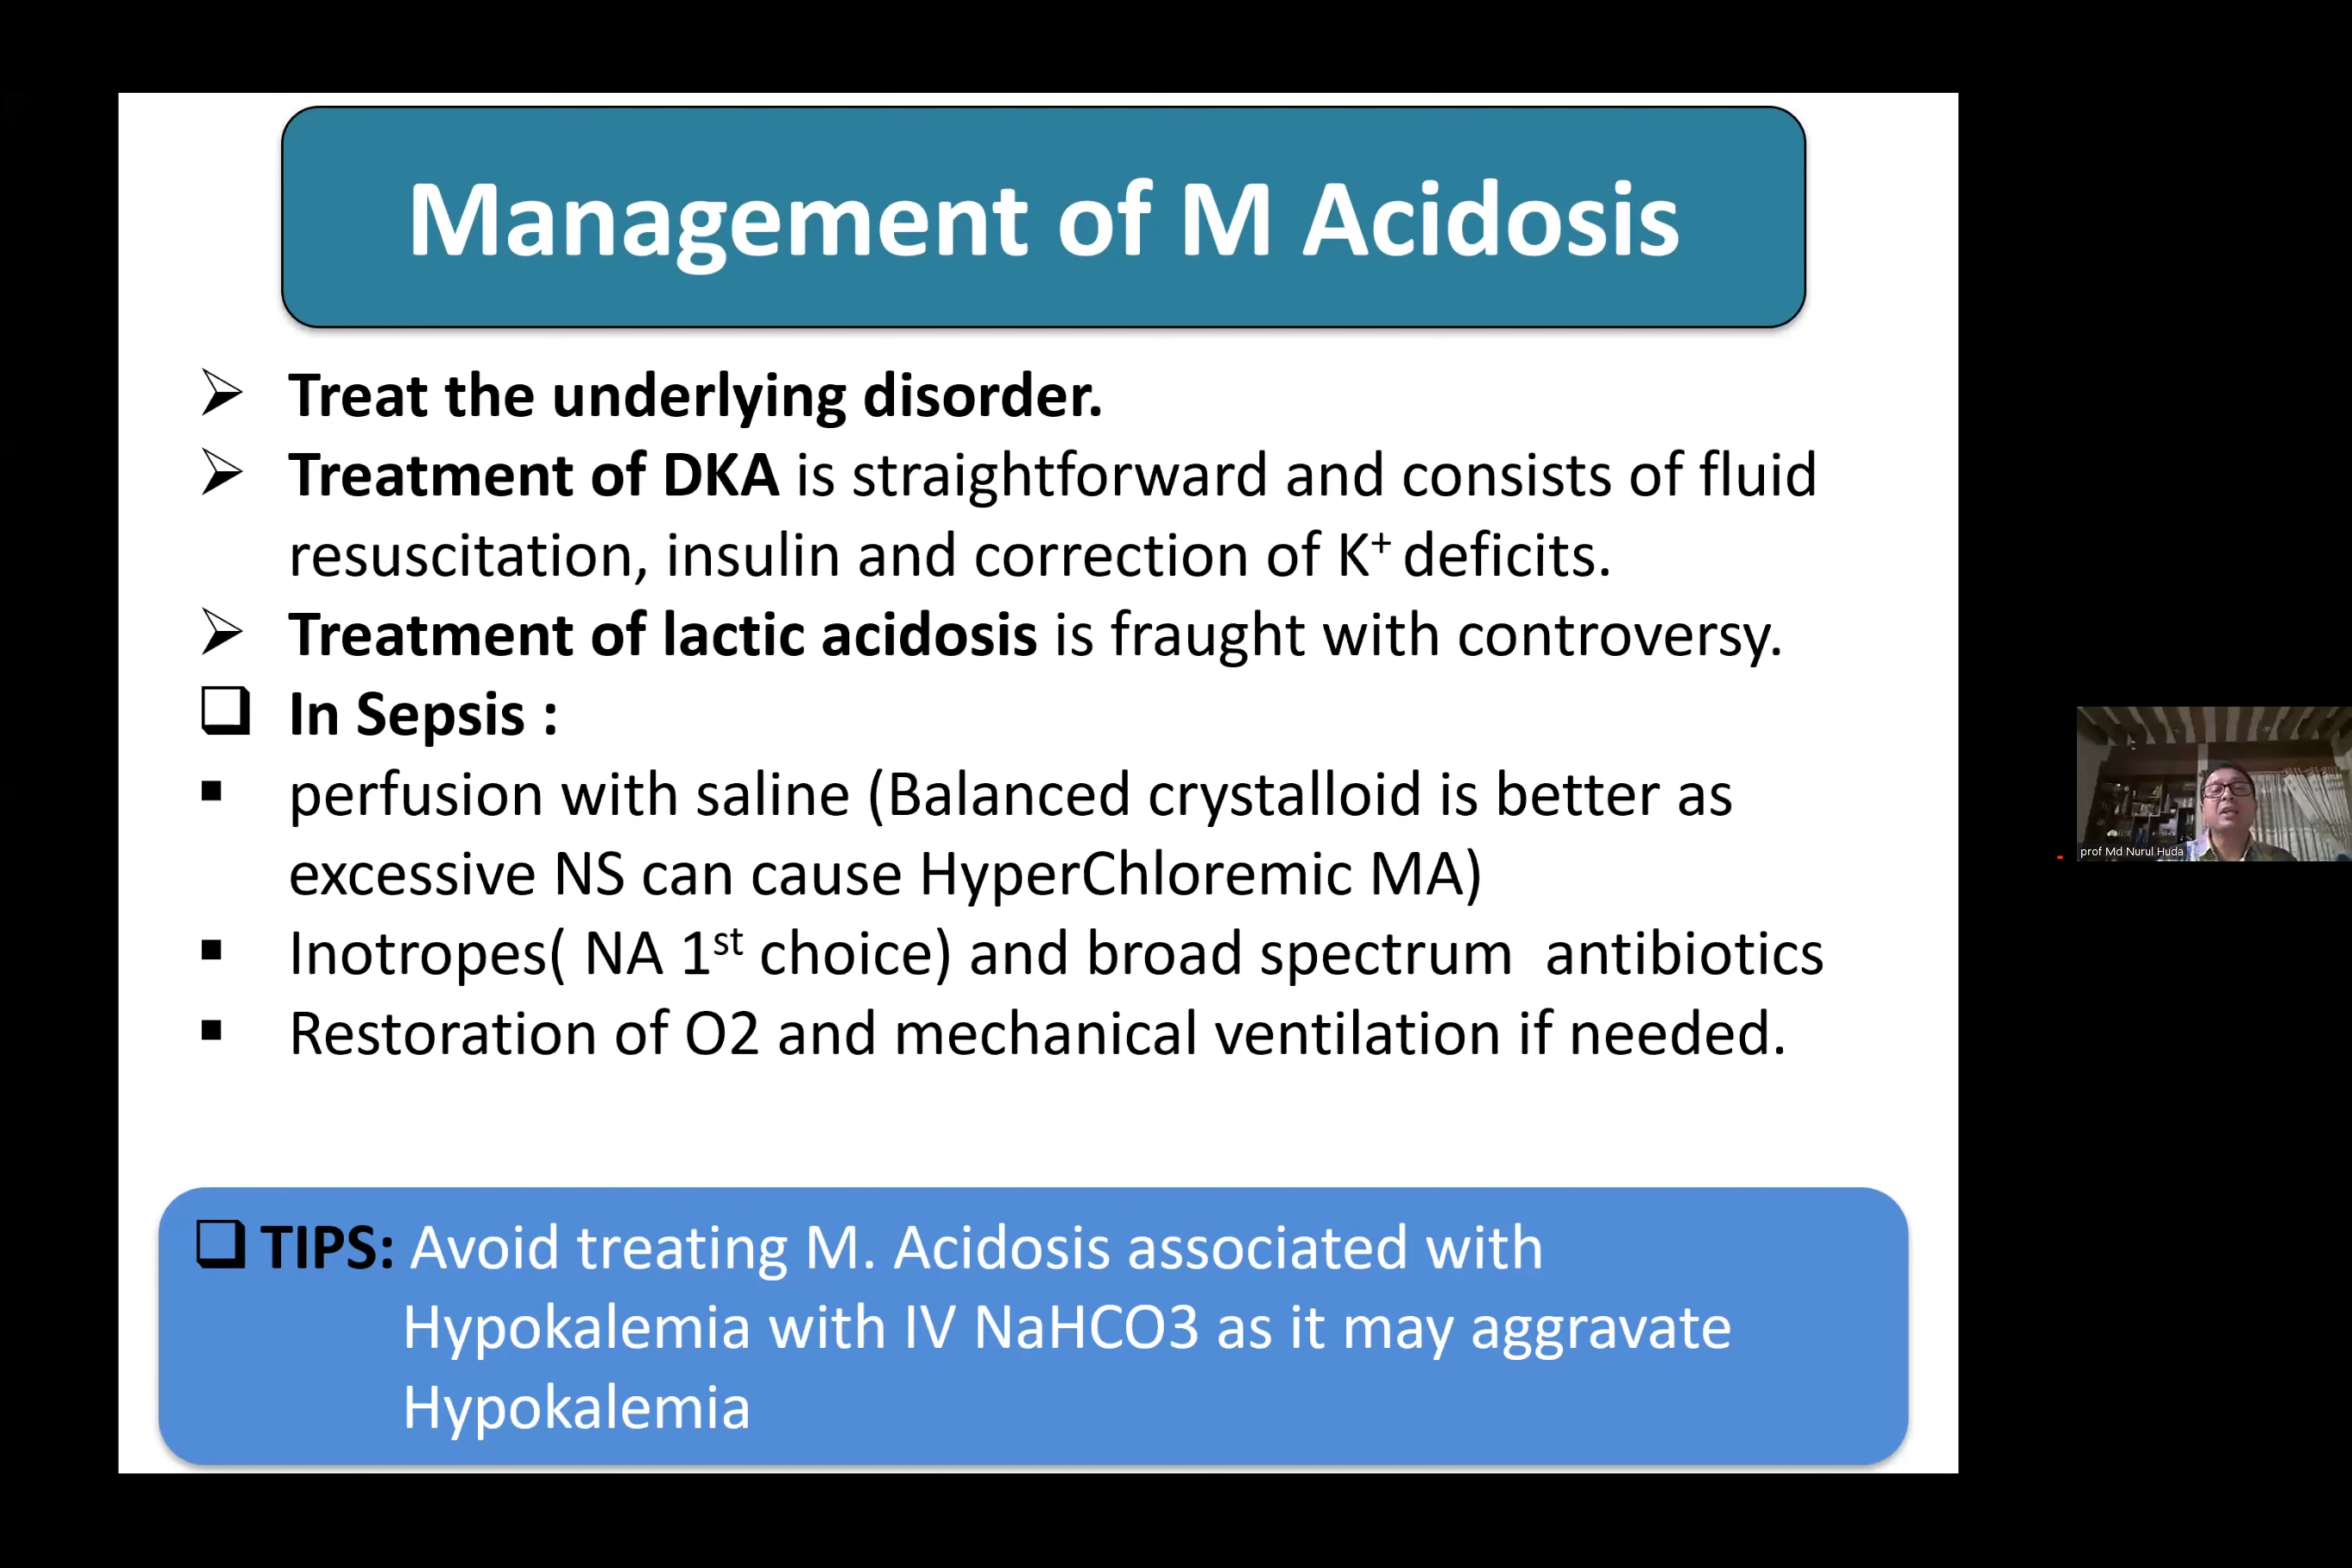 Management of M Acidosis
Treat the underlying disorder.
Treatment of DKA is straightforward and consists of fluid
resuscitation, insulin and correction of K⁺ deficits.
Treatment of lactic acidosis is fraught with controversy.
In Sepsis :
perfusion with saline (Balanced crystalloid is better as
excessive NS can cause HyperChloremic MA)
Inotropes( NA 1ˢᵗ choice) and broad spectrum  antibiotics
Restoration of O2 and mechanical ventilation if needed.
TIPS: Avoid treating M. Acidosis associated with
Hypokalemia with IV NaHCO3 as it may aggravate
Hypokalemia
prof Md Nurul Huda